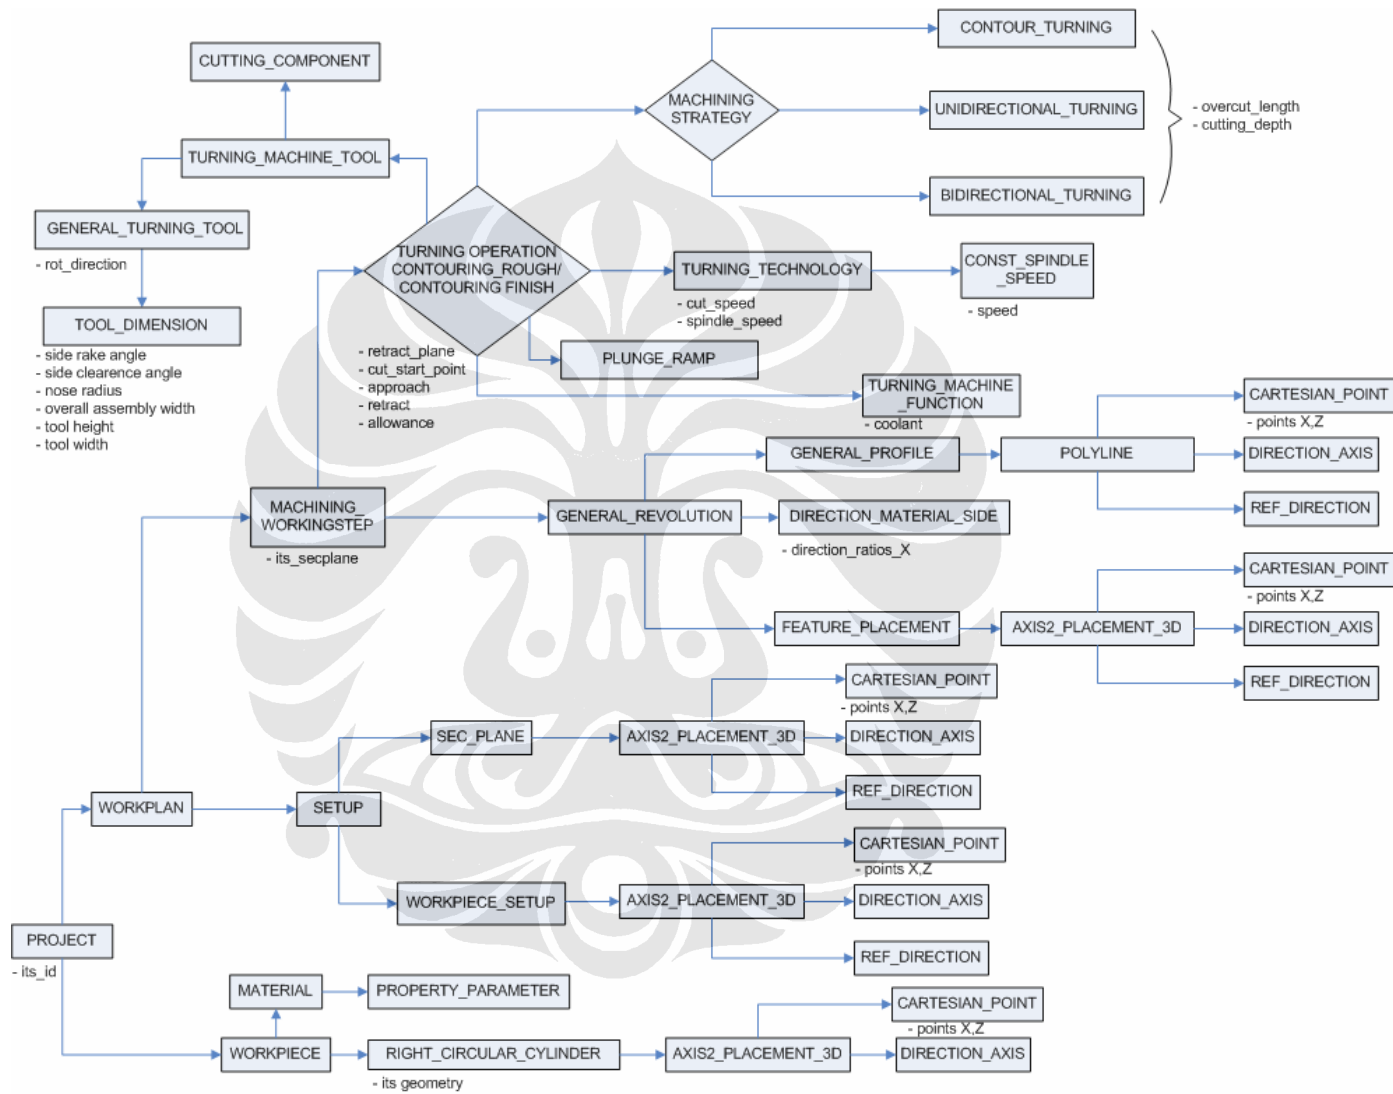 CONTOUR_TURNING
CUTTING_COMPONENT
MACHINING
STRATEGY
UNIDIRECTIONAL_TURNING
- overcut_length
- cutting_depth
TURNING_MACHINE_TOOL
BIDIRECTIONAL_TURNING
GENERAL_TURNING_TOOL
- rot_direction
TURNING OPERATION
CONTOURING_ROUGH/
CONTOURING FINISH
TURNING_TECHNOLOGY
- cut_speed
- spindle_speed
CONST_SPINDLE
_SPEED
- speed
TOOL_DIMENSION
- side rake angle
- side clearence angle
- nose radius
- overall assembly width
- tool height
- tool width
- retract_plane
- cut_start_point
- approach
- retract
- allowance
PLUNGE_RAMP
TURNING_MACHINE
_FUNCTION
- coolant
CARTESIAN_POINT
- points X,Z
GENERAL_PROFILE
POLYLINE
DIRECTION_AXIS
MACHINING_
WORKINGSTEP
- its_secplane
GENERAL_REVOLUTION
DIRECTION_MATERIAL_SIDE
- direction_ratios_X
REF_DIRECTION
CARTESIAN_POINT
- points X,Z
FEATURE_PLACEMENT
AXIS2_PLACEMENT_3D
DIRECTION_AXIS
REF_DIRECTION
CARTESIAN_POINT
- points X,Z
SEC_PLANE
AXIS2_PLACEMENT_3D
DIRECTION_AXIS
REF_DIRECTION
WORKPLAN
SETUP
CARTESIAN_POINT
- points X,Z
WORKPIECE_SETUP
AXIS2_PLACEMENT_3D
DIRECTION_AXIS
REF_DIRECTION
PROJECT
- its_id
MATERIAL
PROPERTY_PARAMETER
CARTESIAN_POINT
- points X,Z
WORKPIECE
RIGHT_CIRCULAR_CYLINDER
- its geometry
AXIS2_PLACEMENT_3D
DIRECTION_AXIS